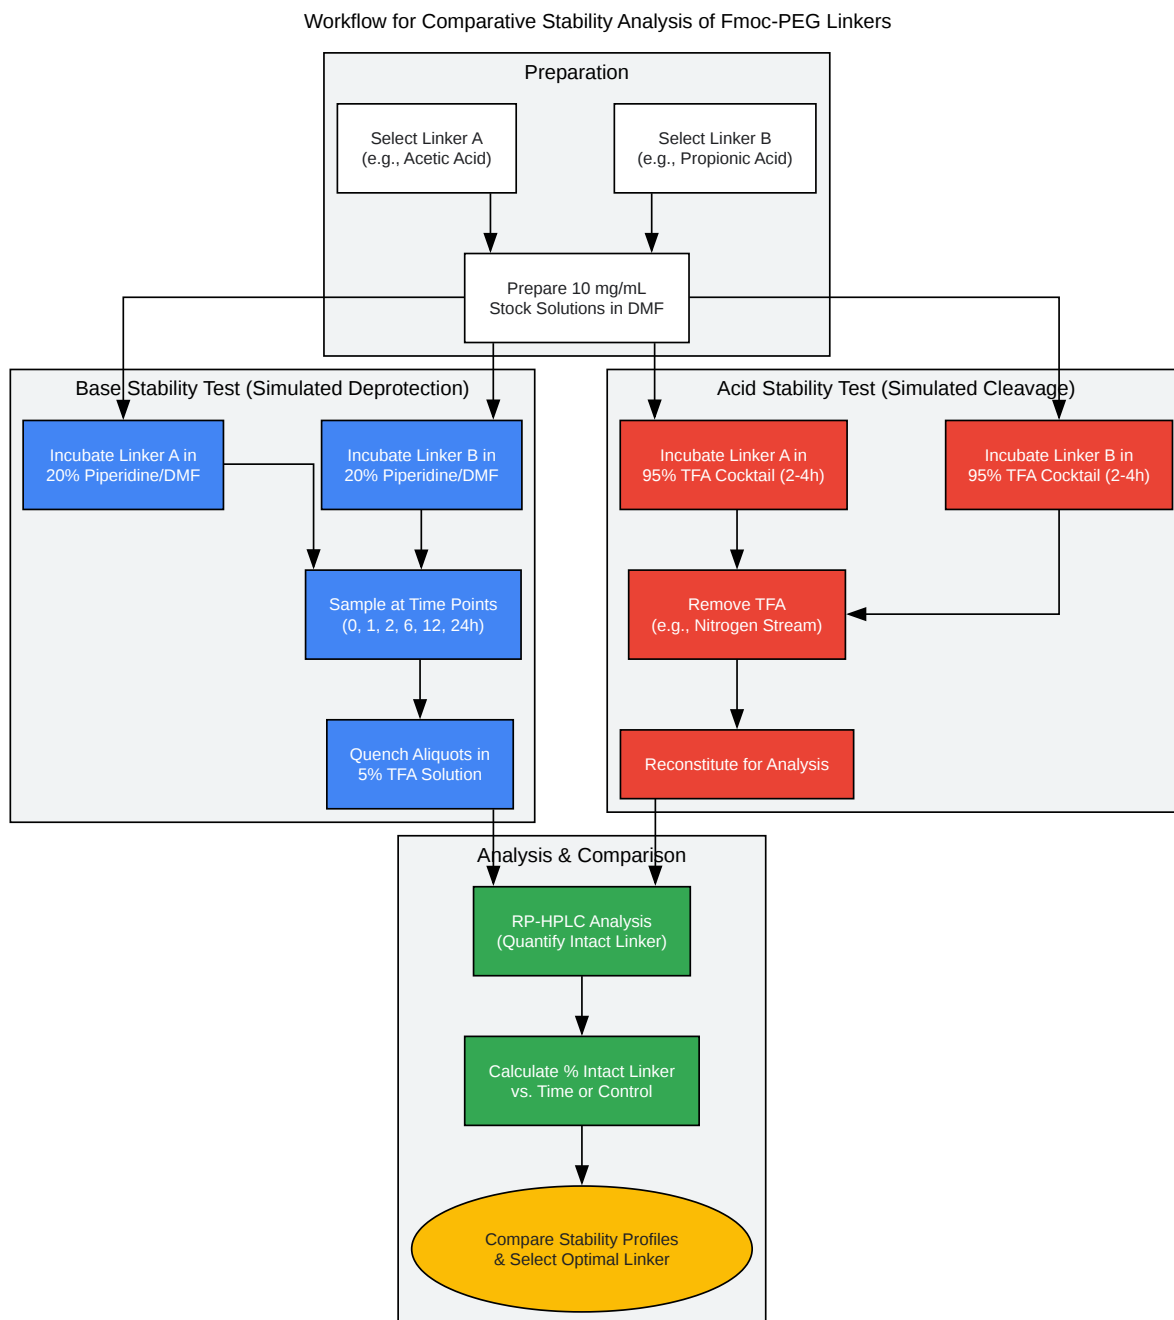 Workflow for Comparative Stability Analysis of Fmoc-PEG Linkers
Preparation
Select Linker A
(e.g., Acetic Acid)
Select Linker B
(e.g., Propionic Acid)
Prepare 10 mg/mL
Stock Solutions in DMF
Base Stability Test (Simulated Deprotection)
Incubate Linker A in
20% Piperidine/DMF
Incubate Linker B in
20% Piperidine/DMF
Sample at Time Points
(0, 1, 2, 6, 12, 24h)
Quench Aliquots in
5% TFA Solution
Acid Stability Test (Simulated Cleavage)
Incubate Linker A in
95% TFA Cocktail (2-4h)
Incubate Linker B in
95% TFA Cocktail (2-4h)
Remove TFA
(e.g., Nitrogen Stream)
Reconstitute for Analysis
Analysis & Comparison
RP-HPLC Analysis
(Quantify Intact Linker)
Calculate % Intact Linker
vs. Time or Control
Compare Stability Profiles
& Select Optimal Linker